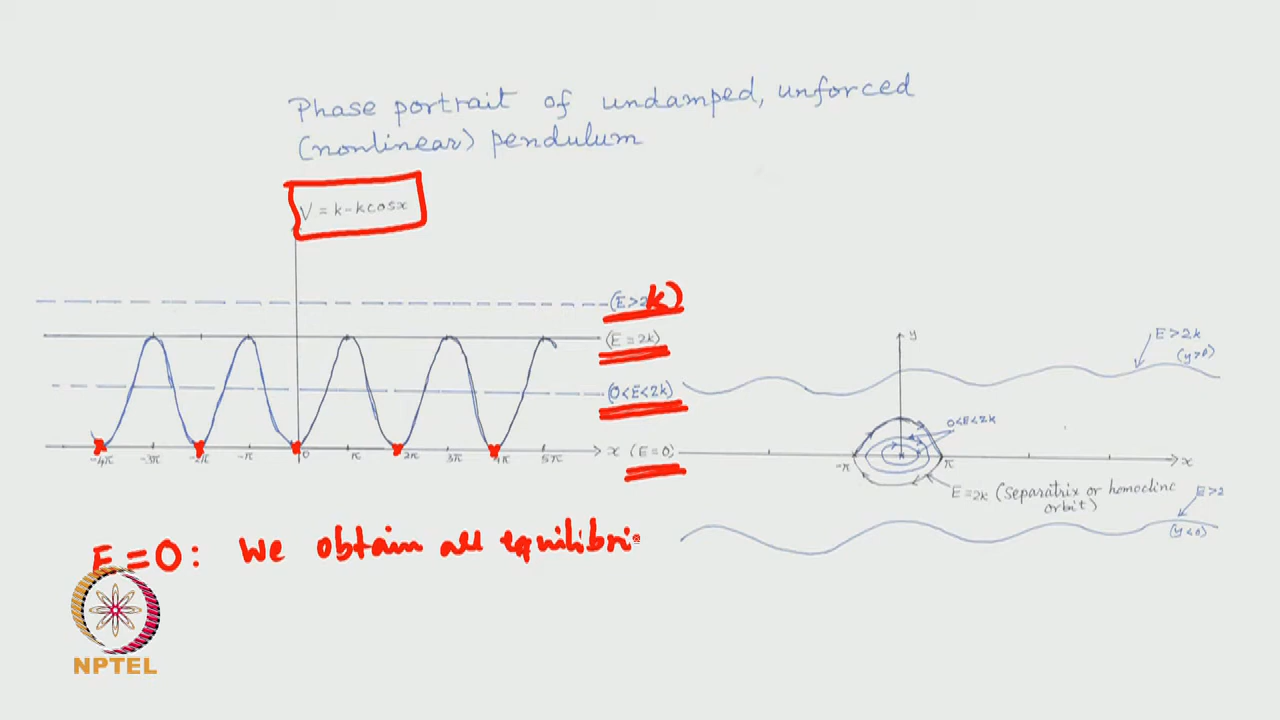 Phase portrait of undamped, unforced
(nonlinear) pendulum
V = k-kcosx
(E>2k)
(E=2k)
(0<E<2k)
-4π -3π -2π -π 0 π 2π 3π 4π 5π x (E=0)
y
E>2k
(y>0)
0<E<2k
-π π x
E=2k (separatrix or homoclinic
orbit)
E>2
(y<0)
E=0: We obtain all equilibri
NPTEL